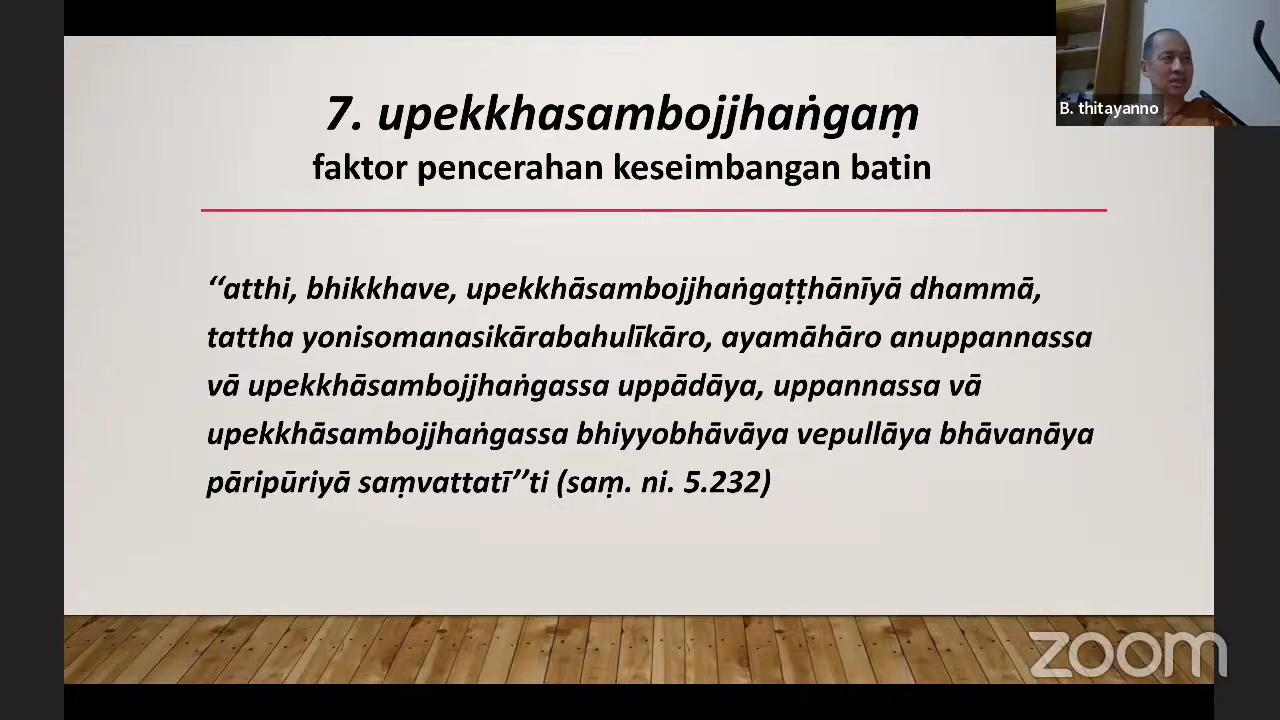 7. upekkhasambojjhaṅgaṃ
faktor pencerahan keseimbangan batin
B. thitayanno
‘‘atthi, bhikkhave, upekkhāsambojjhaṅgaṭṭhānīyā dhammā,
tattha yonisomanasikārabahulīkāro, ayamāhāro anuppannassa
vā upekkhāsambojjhaṅgassa uppādāya, uppannassa vā
upekkhāsambojjhaṅgassa bhiyyobhāvāya vepullāya bhāvanāya
pāripūriyā saṃvattatī’’ti (saṃ. ni. 5.232)
zoom